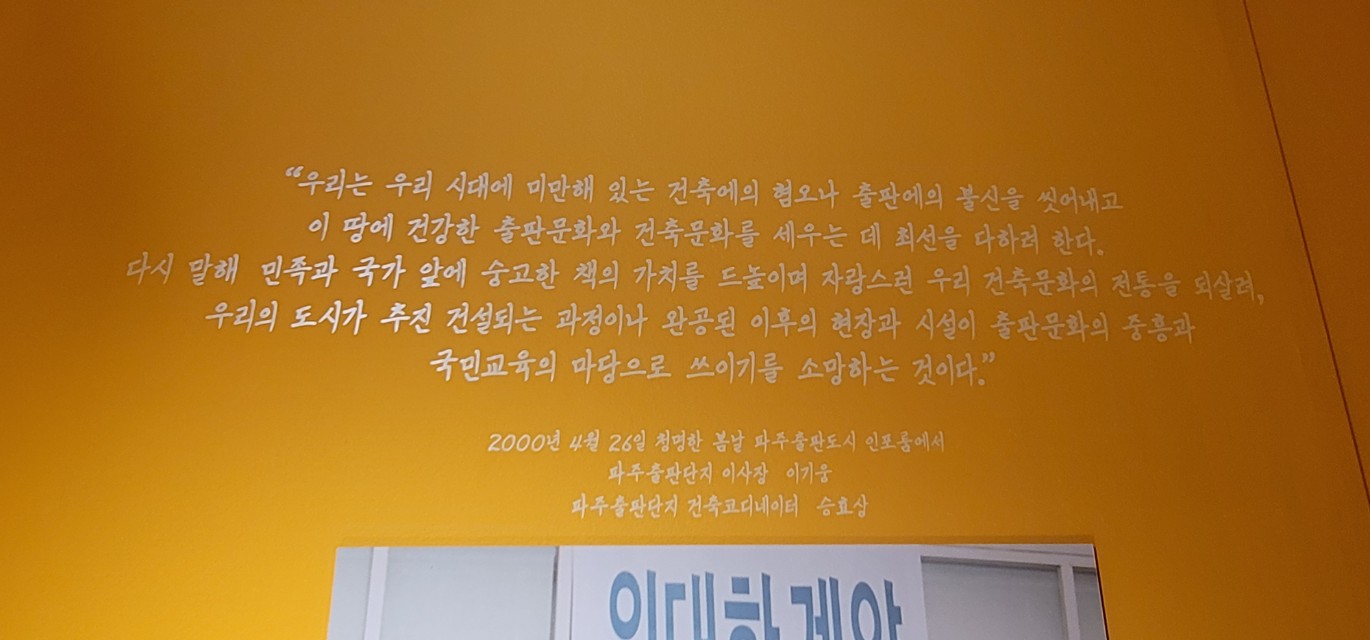 “우리는 우리 시대에 미만해 있는 건축에의 혐오나 출판에의 불신을 씻어내고
이 땅에 건강한 출판문화와 건축문화를 세우는 데 최선을 다하려 한다.
다시 말해 민족과 국가 앞에 숭고한 책의 가치를 드높이며 자랑스런 우리 건축문화의 전통을 되살려,
우리의 도시가 추진 건설되는 과정이나 완공된 이후의 현장과 시설이 출판문화의 중흥과
국민교육의 마당으로 쓰이기를 소망하는 것이다.”
2000년 4월 26일 청명한 봄날 파주출판도시 인포룸에서
파주출판단지 이사장 이기웅
파주출판단지 건축코디네이터 승효상